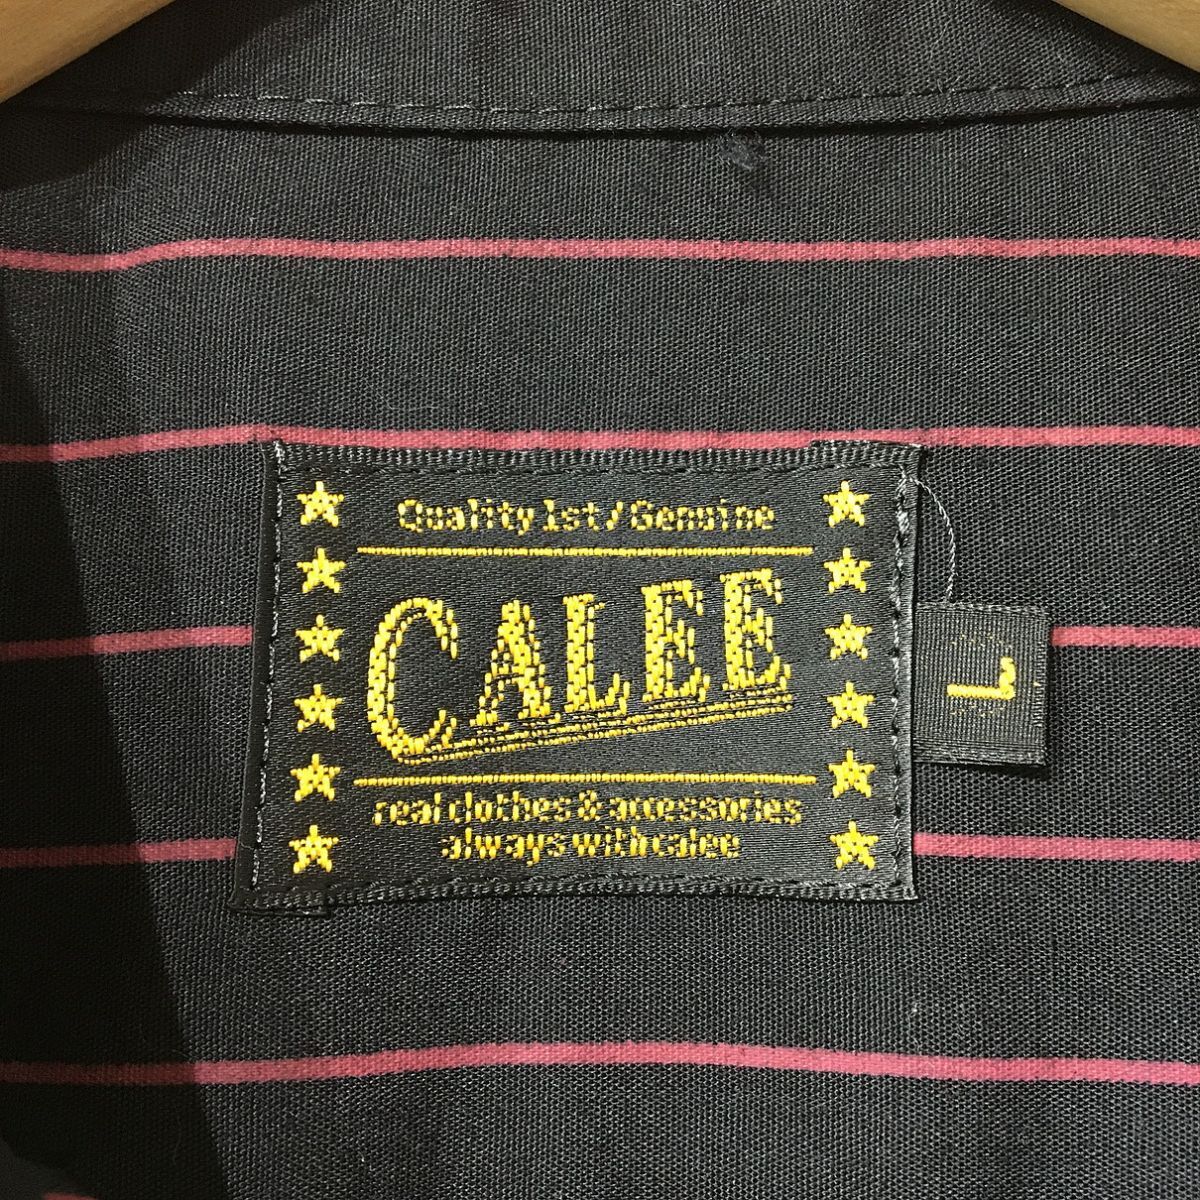 Quality 1st/Genuine
CALEE
L
real clothes & accessories
always with calee